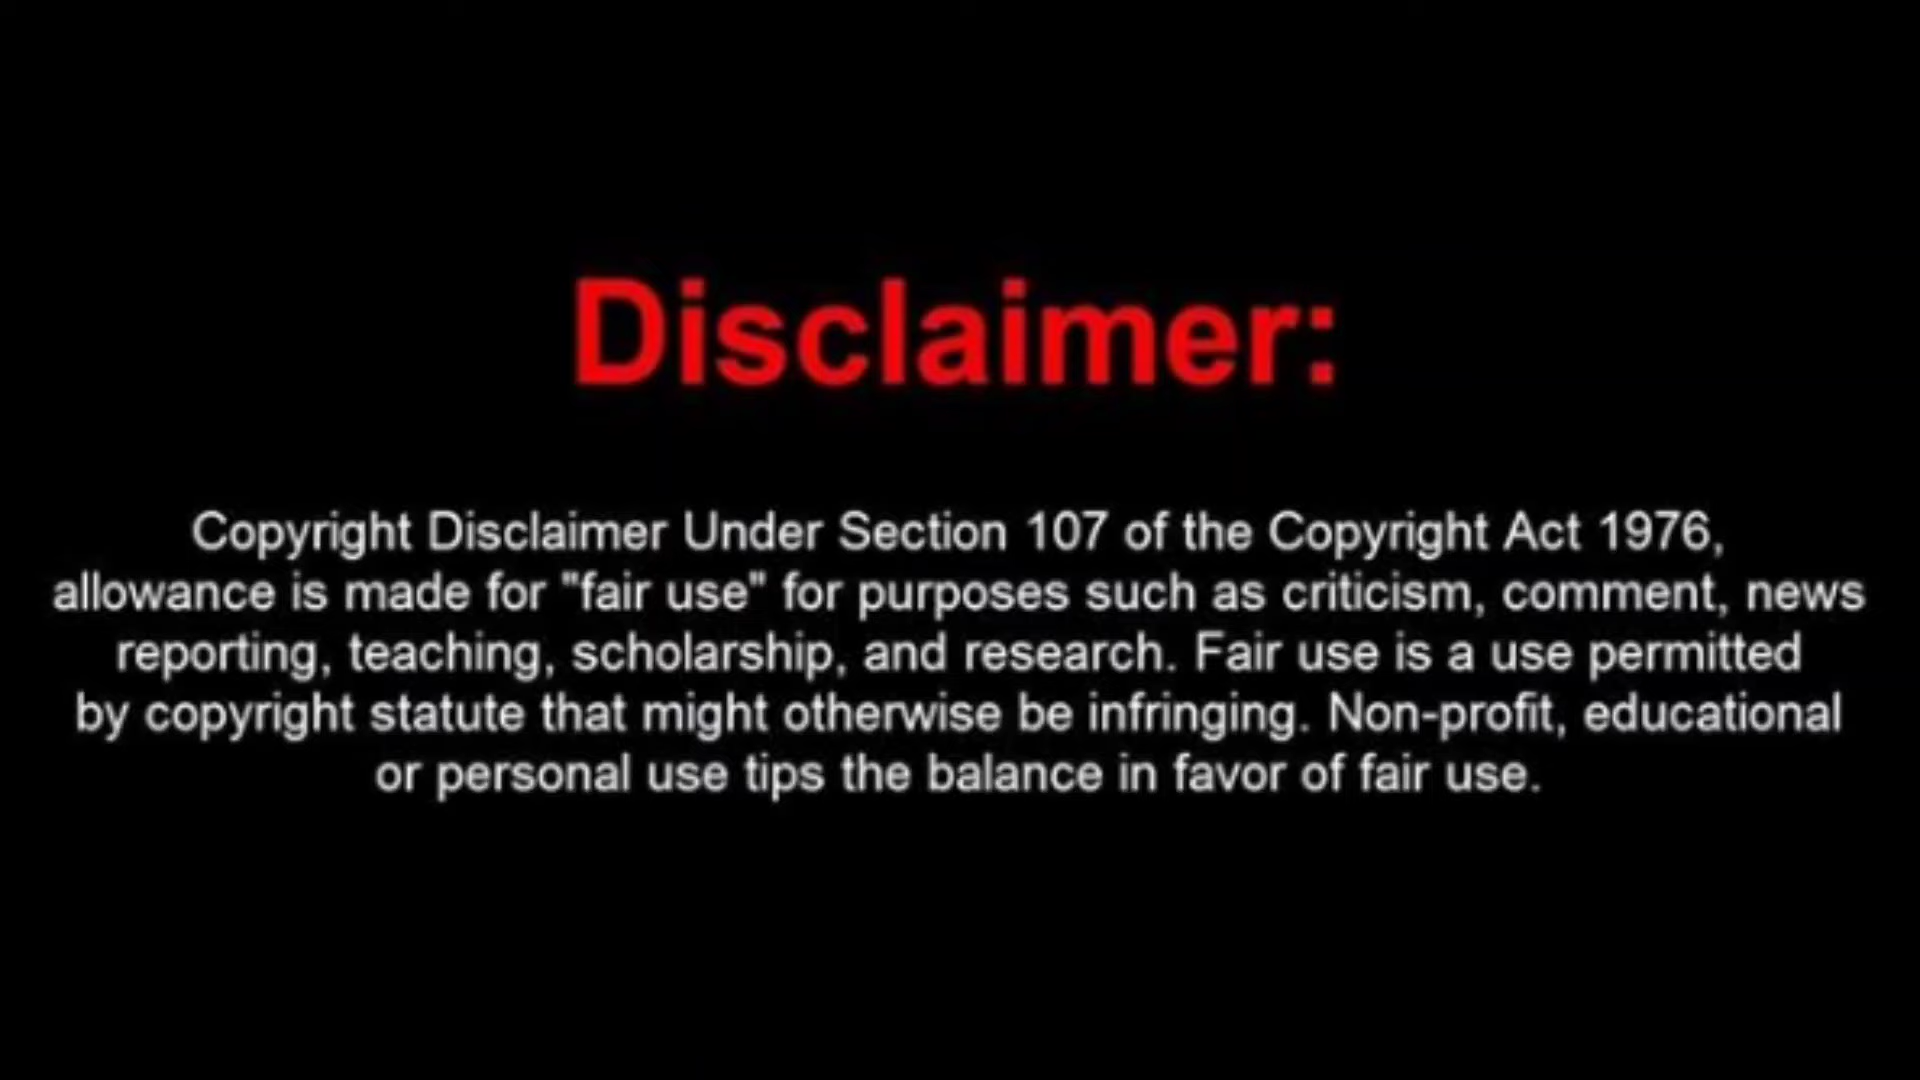 Disclaimer:
Copyright Disclaimer Under Section 107 of the Copyright Act 1976,
allowance is made for "fair use" for purposes such as criticism, comment, news
reporting, teaching, scholarship, and research. Fair use is a use permitted
by copyright statute that might otherwise be infringing. Non-profit, educational
or personal use tips the balance in favor of fair use.